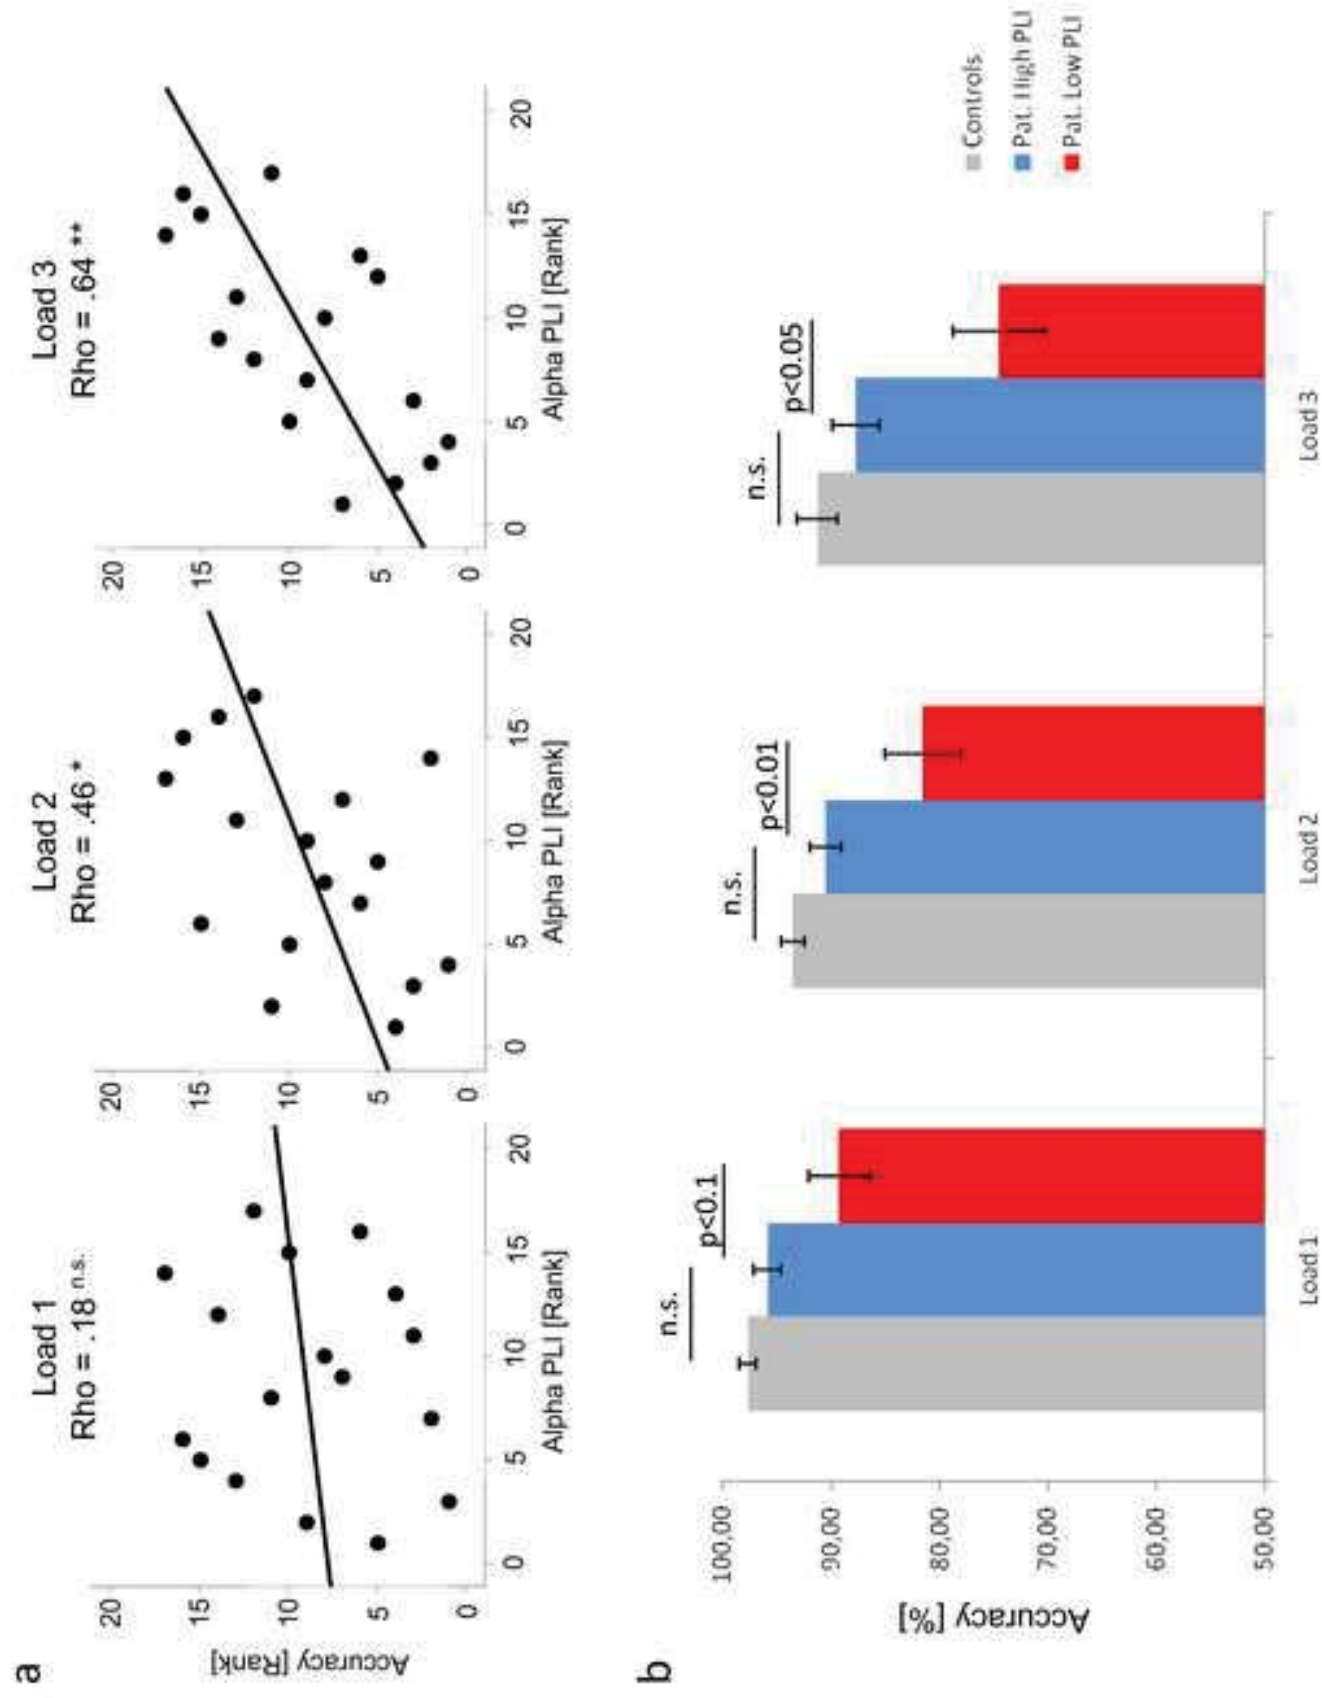 a
Load 1
Rho = .18 n.s.
Load 2
Rho = .46 *
Load 3
Rho = .64 **
Accuracy [Rank]
20
15
10
5
0
0 5 10 15 20
Alpha PLI [Rank]
20
15
10
5
0
0 5 10 15 20
Alpha PLI [Rank]
20
15
10
5
0
0 5 10 15 20
Alpha PLI [Rank]
b
Accuracy [%]
100,00
90,00
80,00
70,00
60,00
50,00
n.s.
p<0.1
n.s.
p<0.01
n.s.
p<0.05
Load 1
Load 2
Load 3
Controls
Pat. High PLI
Pat. Low PLI